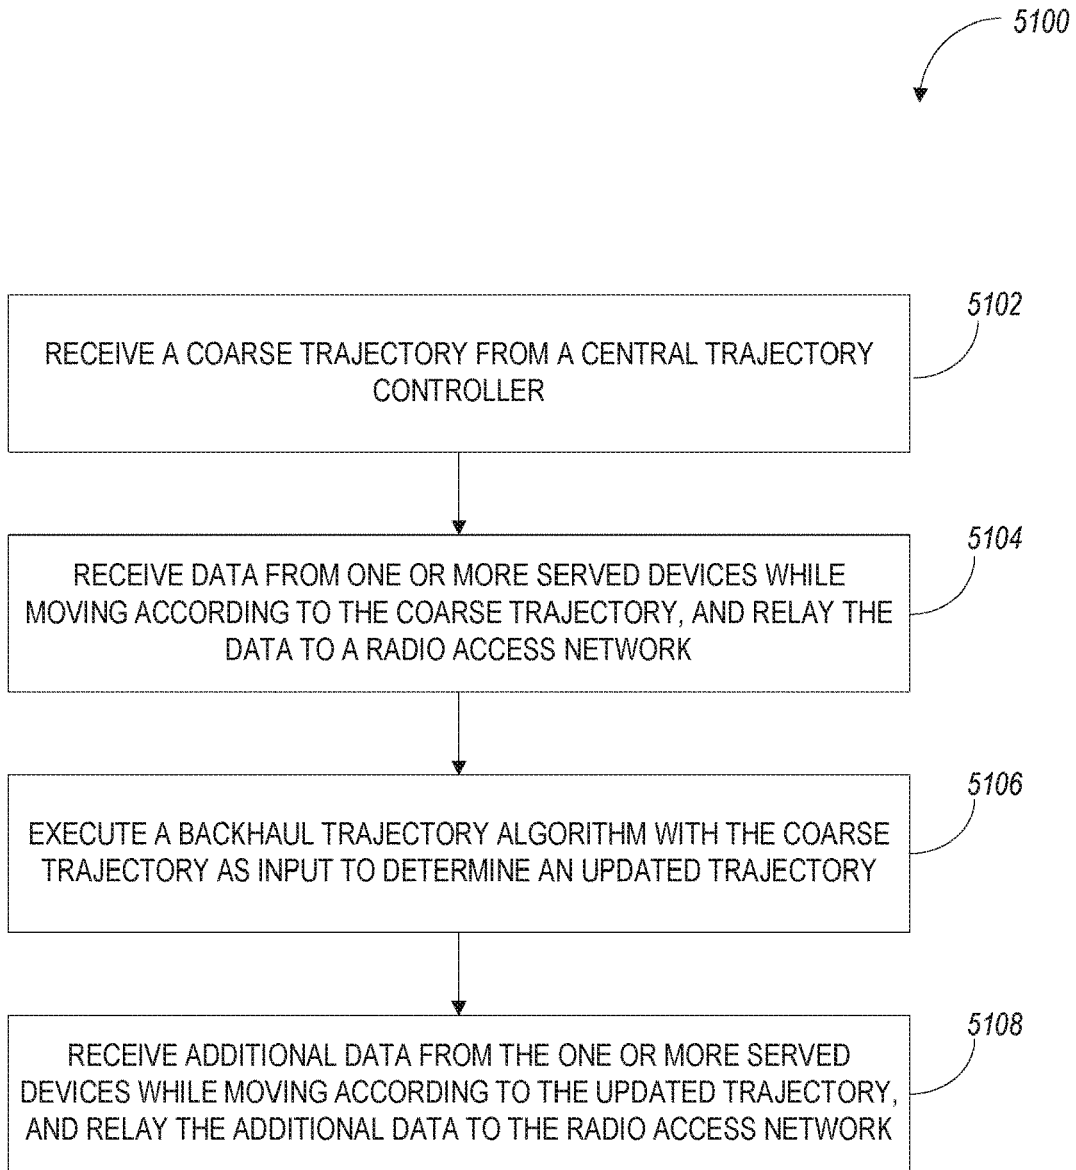 5100
5102
RECEIVE A COARSE TRAJECTORY FROM A CENTRAL TRAJECTORY
CONTROLLER
5104
RECEIVE DATA FROM ONE OR MORE SERVED DEVICES WHILE
MOVING ACCORDING TO THE COARSE TRAJECTORY, AND RELAY THE
DATA TO A RADIO ACCESS NETWORK
5106
EXECUTE A BACKHAUL TRAJECTORY ALGORITHM WITH THE COARSE
TRAJECTORY AS INPUT TO DETERMINE AN UPDATED TRAJECTORY
5108
RECEIVE ADDITIONAL DATA FROM THE ONE OR MORE SERVED
DEVICES WHILE MOVING ACCORDING TO THE UPDATED TRAJECTORY,
AND RELAY THE ADDITIONAL DATA TO THE RADIO ACCESS NETWORK